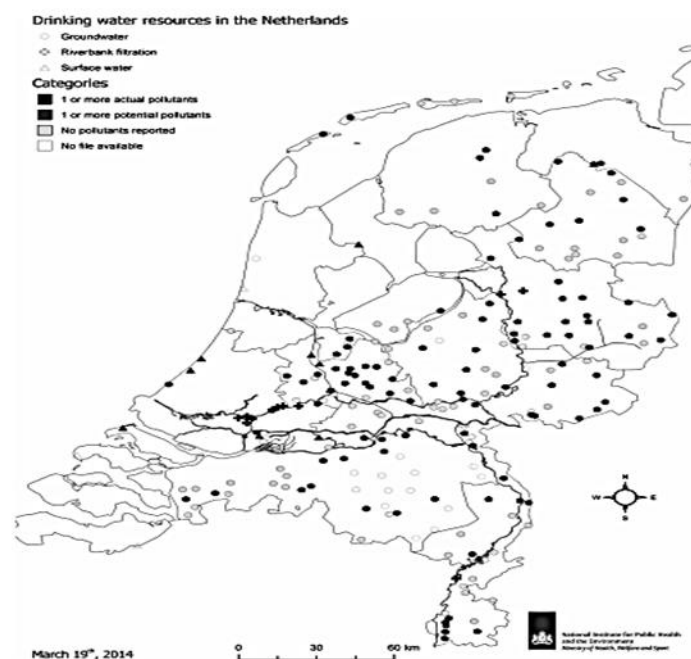 Drinking water resources in the Netherlands
Groundwater
Riverbank filtration
Surface water
Categories
1 or more actual pollutants
1 or more potential pollutants
No pollutants reported
No file available
N
W E
S
National Institute for Public Health
and the Environment
Ministry of Health, Welfare and Sport
March 19th, 2014
0 30 60 km